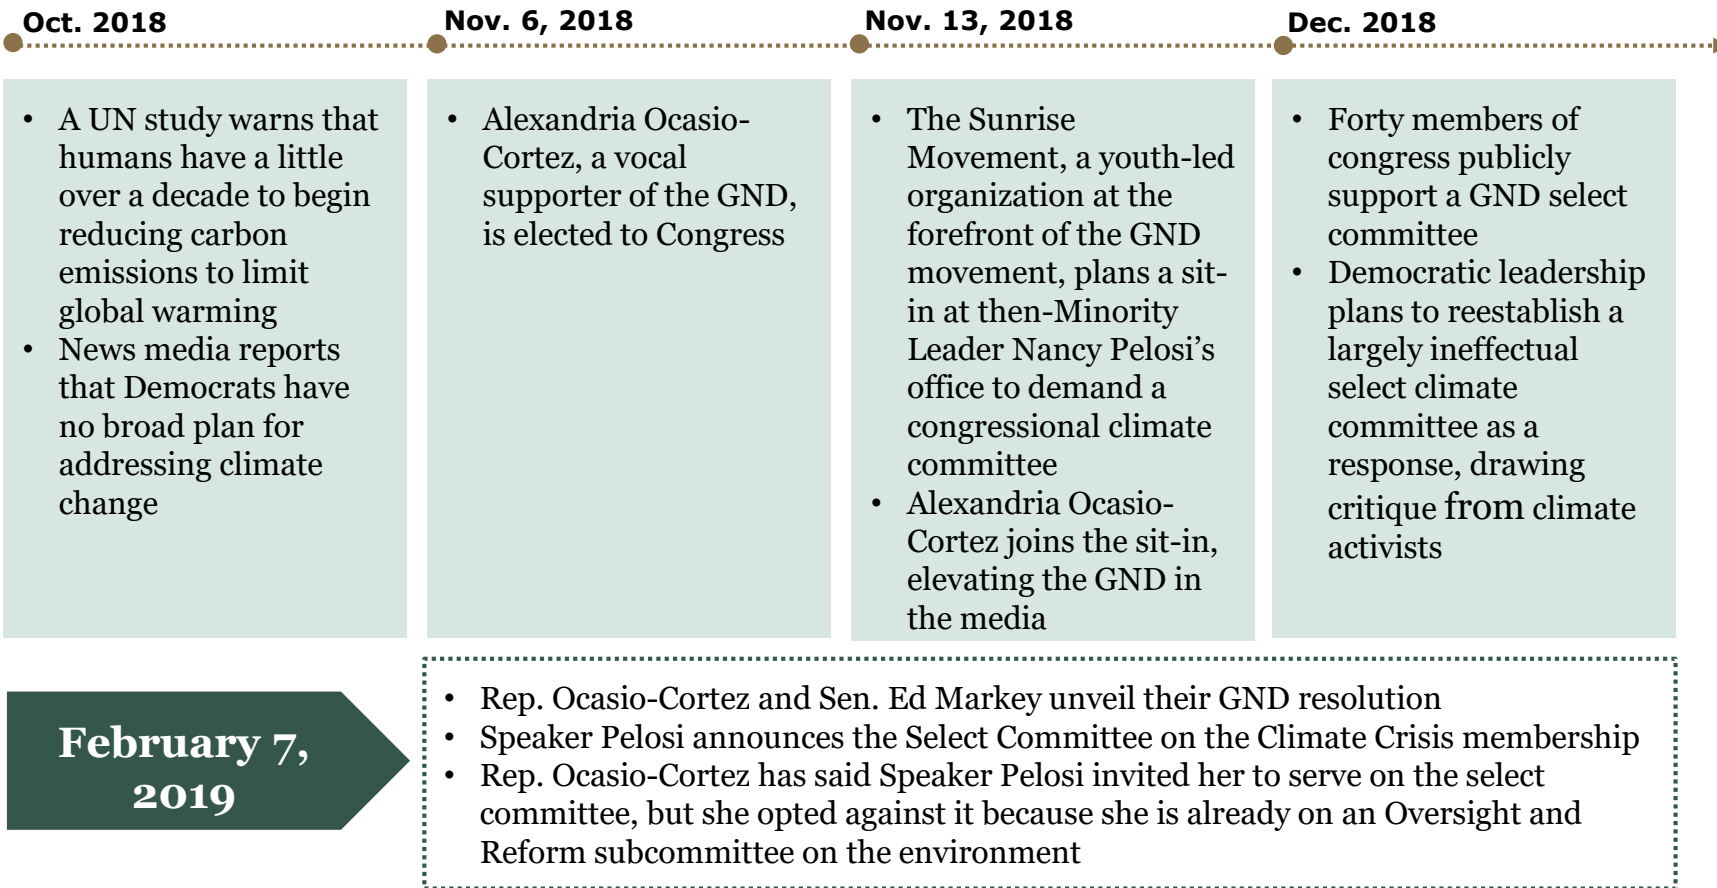 Oct. 2018
• A UN study warns that
humans have a little
over a decade to begin
reducing carbon
emissions to limit
global warming
• News media reports
that Democrats have
no broad plan for
addressing climate
change
Nov. 6, 2018
• Alexandria Ocasio-
Cortez, a vocal
supporter of the GND,
is elected to Congress
Nov. 13, 2018
• The Sunrise
Movement, a youth-led
organization at the
forefront of the GND
movement, plans a sit-
in at then-Minority
Leader Nancy Pelosi’s
office to demand a
congressional climate
committee
• Alexandria Ocasio-
Cortez joins the sit-in,
elevating the GND in
the media
Dec. 2018
• Forty members of
congress publicly
support a GND select
committee
• Democratic leadership
plans to reestablish a
largely ineffectual
select climate
committee as a
response, drawing
critique from climate
activists
February 7,
2019
• Rep. Ocasio-Cortez and Sen. Ed Markey unveil their GND resolution
• Speaker Pelosi announces the Select Committee on the Climate Crisis membership
• Rep. Ocasio-Cortez has said Speaker Pelosi invited her to serve on the select
committee, but she opted against it because she is already on an Oversight and
Reform subcommittee on the environment